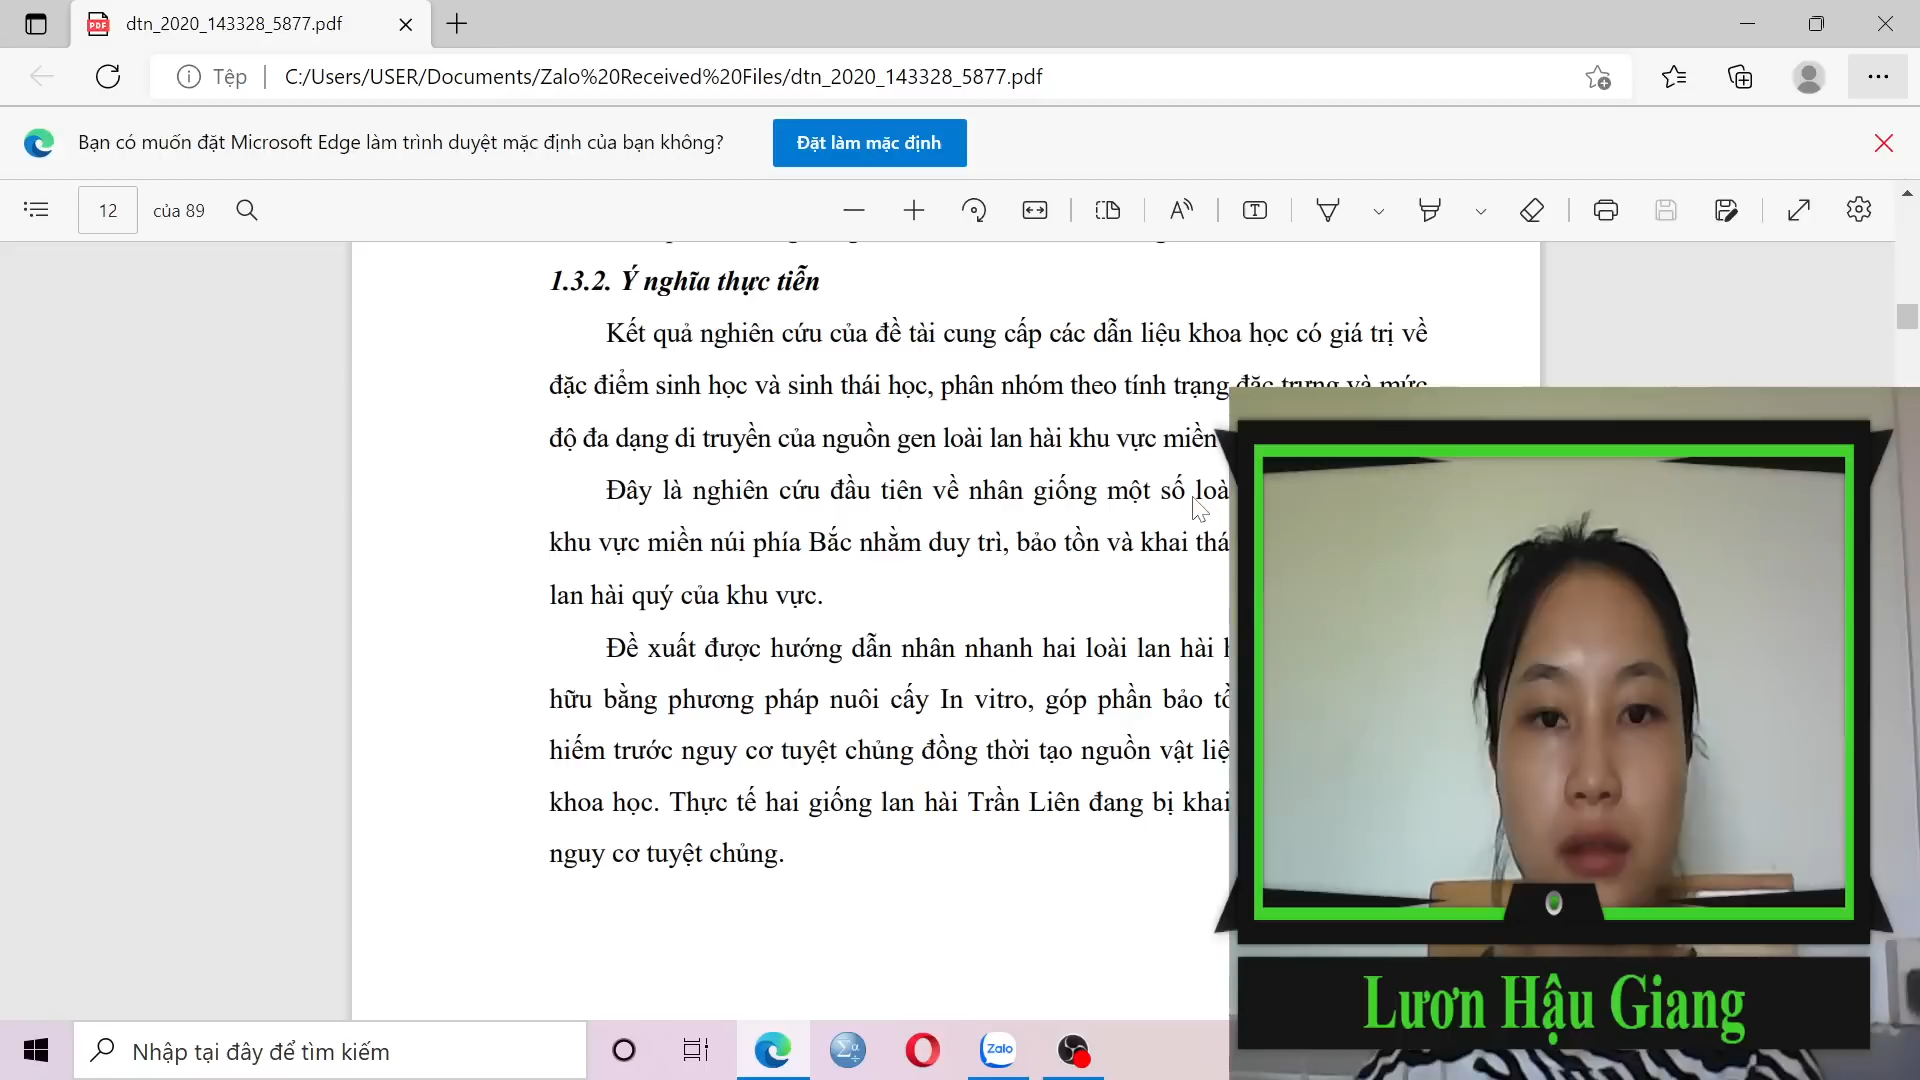 dtn_2020_143328_5877.pdf
Tệp
C:/Users/USER/Documents/Zalo%20Received%20Files/dtn_2020_143328_5877.pdf
Bạn có muốn đặt Microsoft Edge làm trình duyệt mặc định của bạn không?
Đặt làm mặc định
12 của 89
1.3.2. Ý nghĩa thực tiễn
Kết quả nghiên cứu của đề tài cung cấp các dẫn liệu khoa học có giá trị về
đặc điểm sinh học và sinh thái học, phân nhóm theo tính trạng đặc trưng và mức
độ đa dạng di truyền của nguồn gen loài lan hài khu vực miền
Đây là nghiên cứu đầu tiên về nhân giống một số
khu vực miền núi phía Bắc nhằm duy trì, bảo tồn và khai
lan hài quý của khu vực.
Đề xuất được hướng dẫn nhân nhanh hai loài lan hài
hữu bằng phương pháp nuôi cấy In vitro, góp phần bảo
hiếm trước nguy cơ tuyệt chủng đồng thời tạo nguồn vật
khoa học. Thực tế hai giống lan hài Trần Liên đang bị khai
nguy cơ tuyệt chủng.
Lươn Hậu Giang
Nhập tại đây để tìm kiếm
Zalo